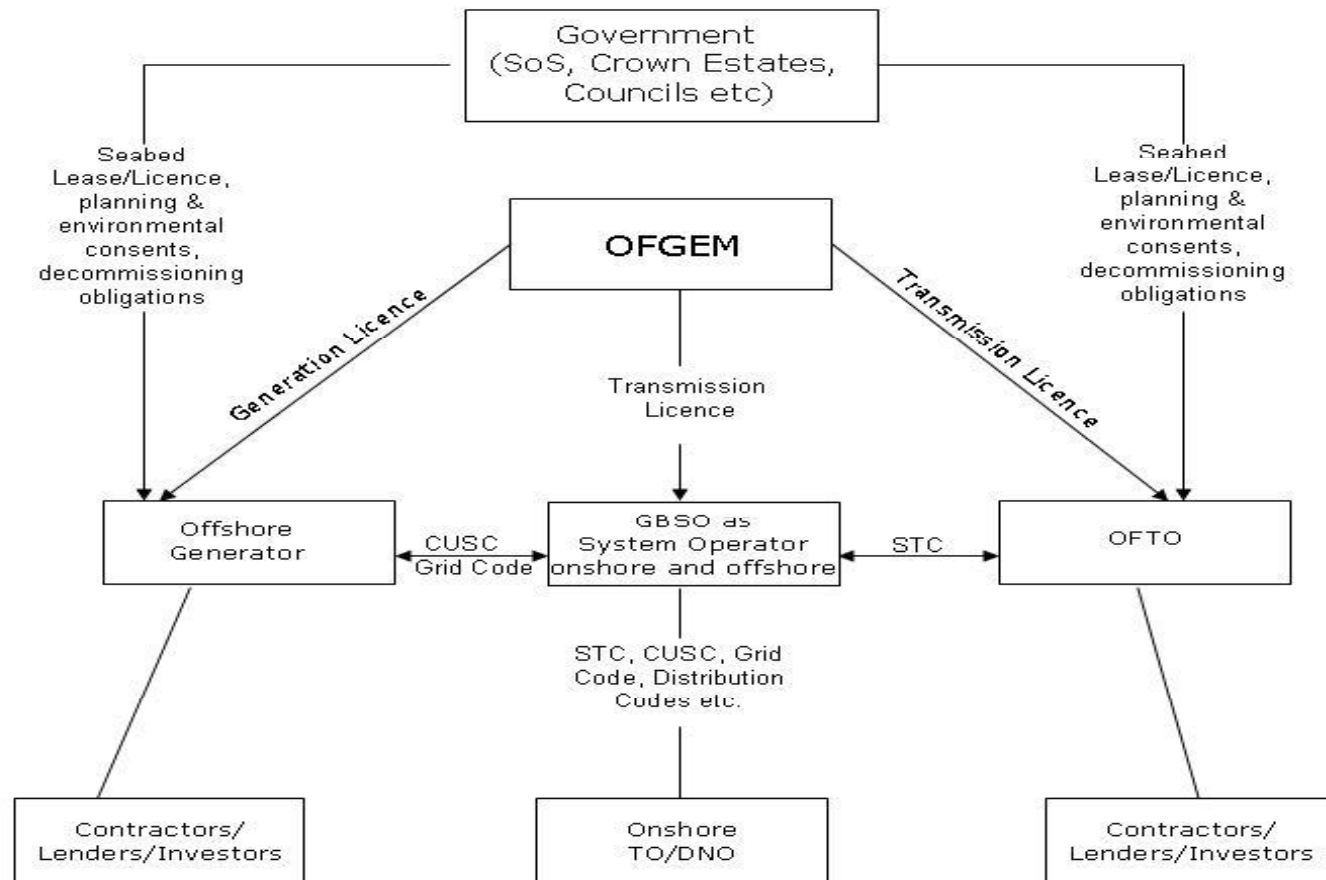 Government
(SoS, Crown Estates,
Councils etc)
Seabed
Lease/Licence,
planning &
environmental
consents,
decommissioning
obligations
Seabed
Lease/Licence,
planning &
environmental
consents,
decommissioning
obligations
OFGEM
Generation Licence
Transmission
Licence
Transmission Licence
Offshore
Generator
CUSC
Grid Code
GBSO as
System Operator
onshore and offshore
STC
OFTO
STC, CUSC, Grid
Code, Distribution
Codes etc.
Contractors/
Lenders/Investors
Onshore
TO/DNO
Contractors/
Lenders/Investors